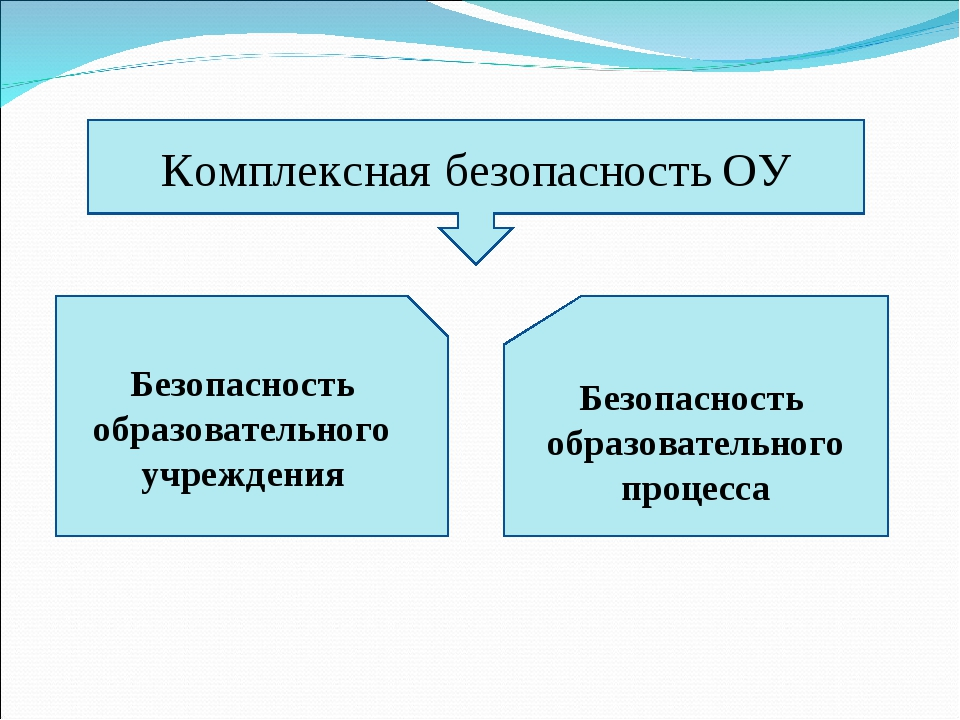 Комплексная безопасность ОУ
Безопасность
образовательного
учреждения
Безопасность
образовательного
процесса